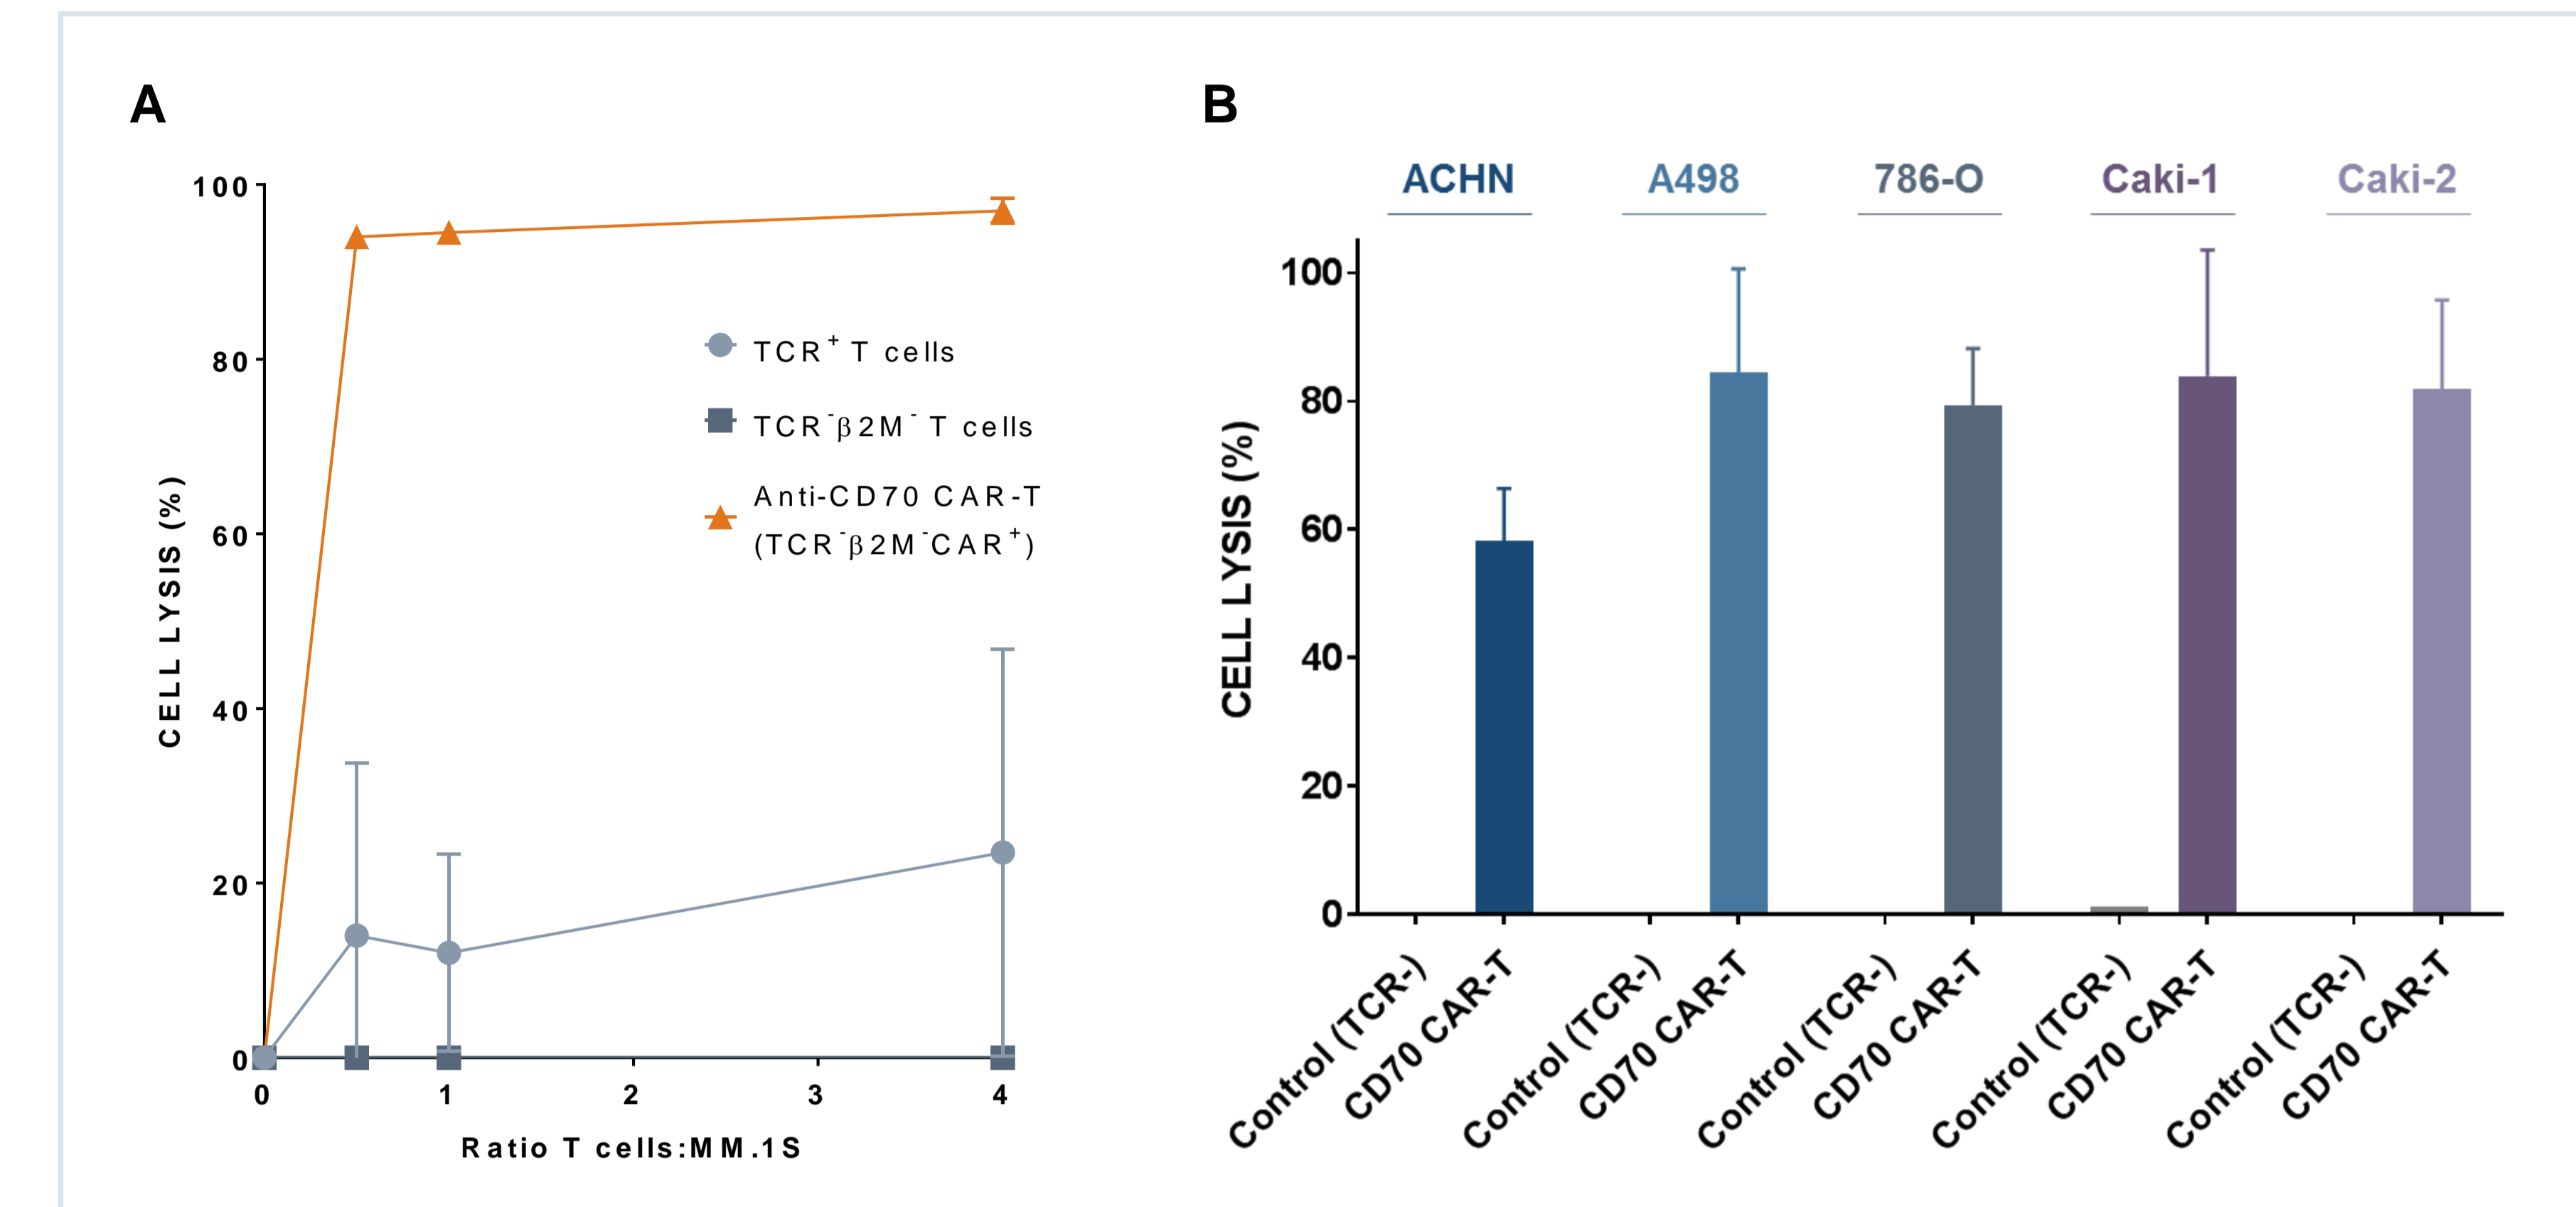 A
CELL LYSIS (%)
100
80
60
40
20
0
TCR⁺ T cells
TCR⁻β2M⁻ T cells
Anti-CD70 CAR-T
(TCR⁻β2M⁻CAR⁺)
0 1 2 3 4
Ratio T cells:MM.1S
B
ACHN A498 786-O Caki-1 Caki-2
CELL LYSIS (%)
100
80
60
40
20
0
Control (TCR-)
CD70 CAR-T
Control (TCR-)
CD70 CAR-T
Control (TCR-)
CD70 CAR-T
Control (TCR-)
CD70 CAR-T
Control (TCR-)
CD70 CAR-T